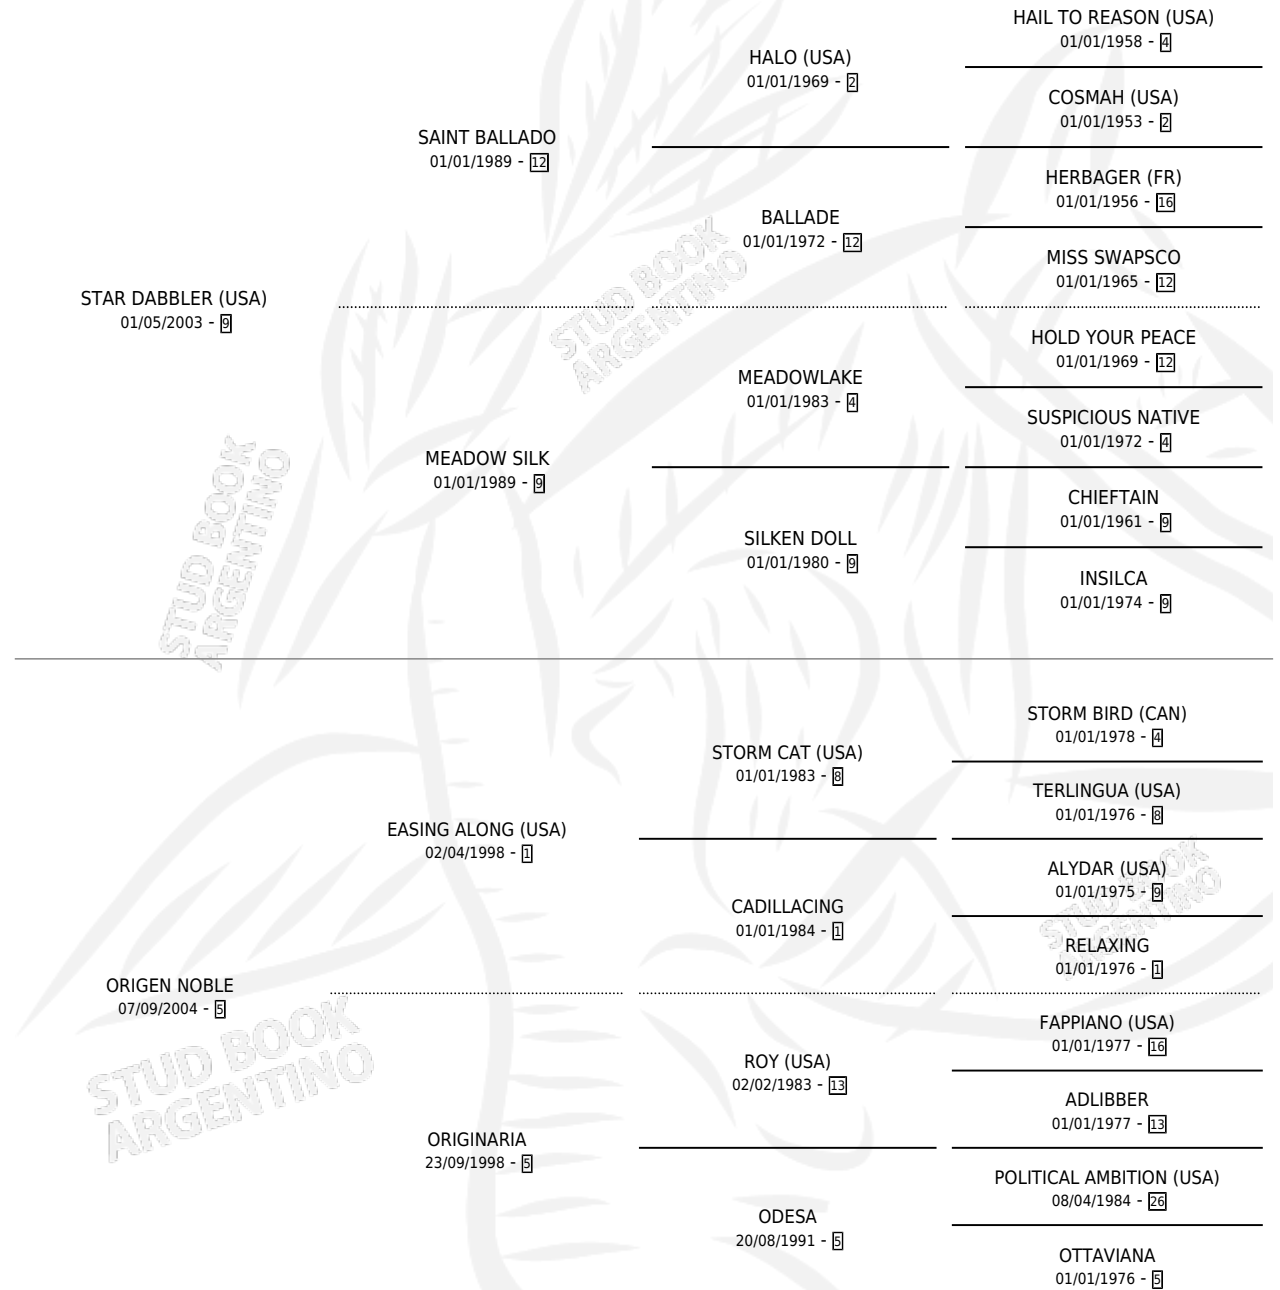 HAIL TO REASON (USA)
01/01/1958 - 4
HALO (USA)
01/01/1969 - 2
COSMAH (USA)
01/01/1953 - 2
SAINT BALLADO
01/01/1989 - 12
HERBAGER (FR)
01/01/1956 - 16
BALLADE
01/01/1972 - 12
MISS SWAPSCO
01/01/1965 - 12
STAR DABBLER (USA)
01/05/2003 - 9
HOLD YOUR PEACE
01/01/1969 - 12
MEADOWLAKE
01/01/1983 - 4
SUSPICIOUS NATIVE
01/01/1972 - 4
MEADOW SILK
01/01/1989 - 9
CHIEFTAIN
01/01/1961 - 9
SILKEN DOLL
01/01/1980 - 9
INSILCA
01/01/1974 - 9
STORM BIRD (CAN)
01/01/1978 - 4
STORM CAT (USA)
01/01/1983 - 8
TERLINGUA (USA)
01/01/1976 - 8
EASING ALONG (USA)
02/04/1998 - 1
ALYDAR (USA)
01/01/1975 - 9
CADILLACING
01/01/1984 - 1
RELAXING
01/01/1976 - 1
ORIGEN NOBLE
07/09/2004 - 5
FAPPIANO (USA)
01/01/1977 - 16
ROY (USA)
02/02/1983 - 13
ADLIBBER
01/01/1977 - 13
ORIGINARIA
23/09/1998 - 5
POLITICAL AMBITION (USA)
08/04/1984 - 26
ODESA
20/08/1991 - 5
OTTAVIANA
01/01/1976 - 5
STUD BOOK
ARGENTINO
STUD BOOK
ARGENTINO
STUD BOOK
ARGENTINO
STUD BOOK
ARGENTINO